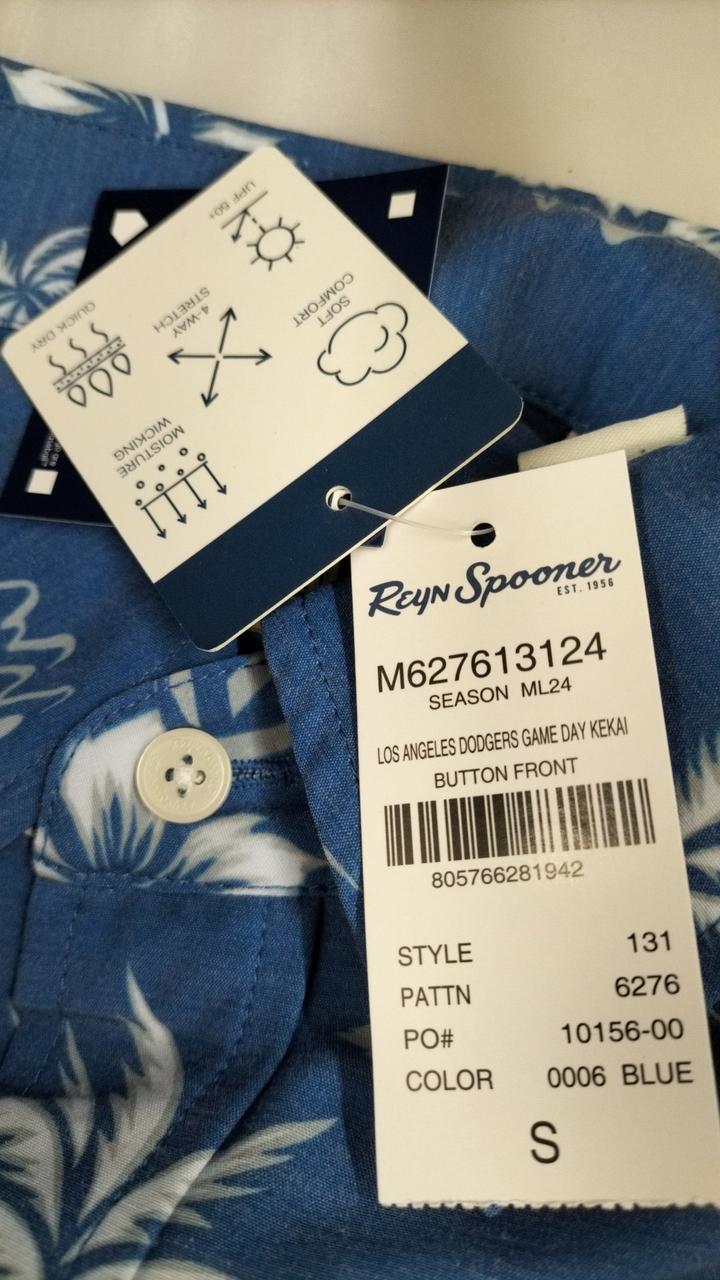 UPF 50+
SOFT
COMFORT
4-WAY
STRETCH
QUICK DRY
MOISTURE
WICKING
Reyn Spooner
EST. 1956
M627613124
SEASON ML24
LOS ANGELES DODGERS GAME DAY KEKAI
BUTTON FRONT
805766281942
STYLE 131
PATTN 6276
PO# 10156-00
COLOR 0006 BLUE
S